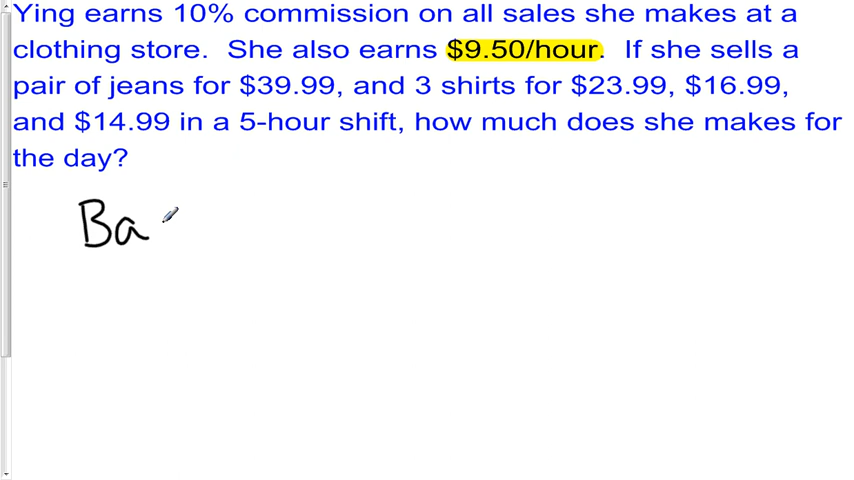 Ying earns 10% commission on all sales she makes at a
clothing store. She also earns $9.50/hour. If she sells a
pair of jeans for $39.99, and 3 shirts for $23.99, $16.99,
and $14.99 in a 5-hour shift, how much does she makes for
the day?
Ba